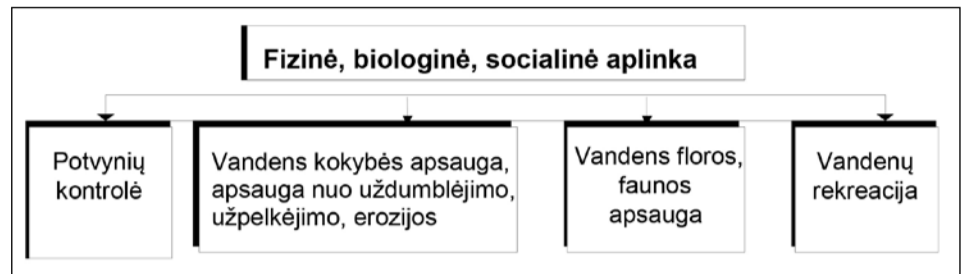 Fizinė, biologinė, socialinė aplinka
Potvynių
kontrolė
Vandens kokybės apsauga,
apsauga nuo uždumblėjimo,
užpelkėjimo, erozijos
Vandens floros,
faunos
apsauga
Vandenų
rekreacija